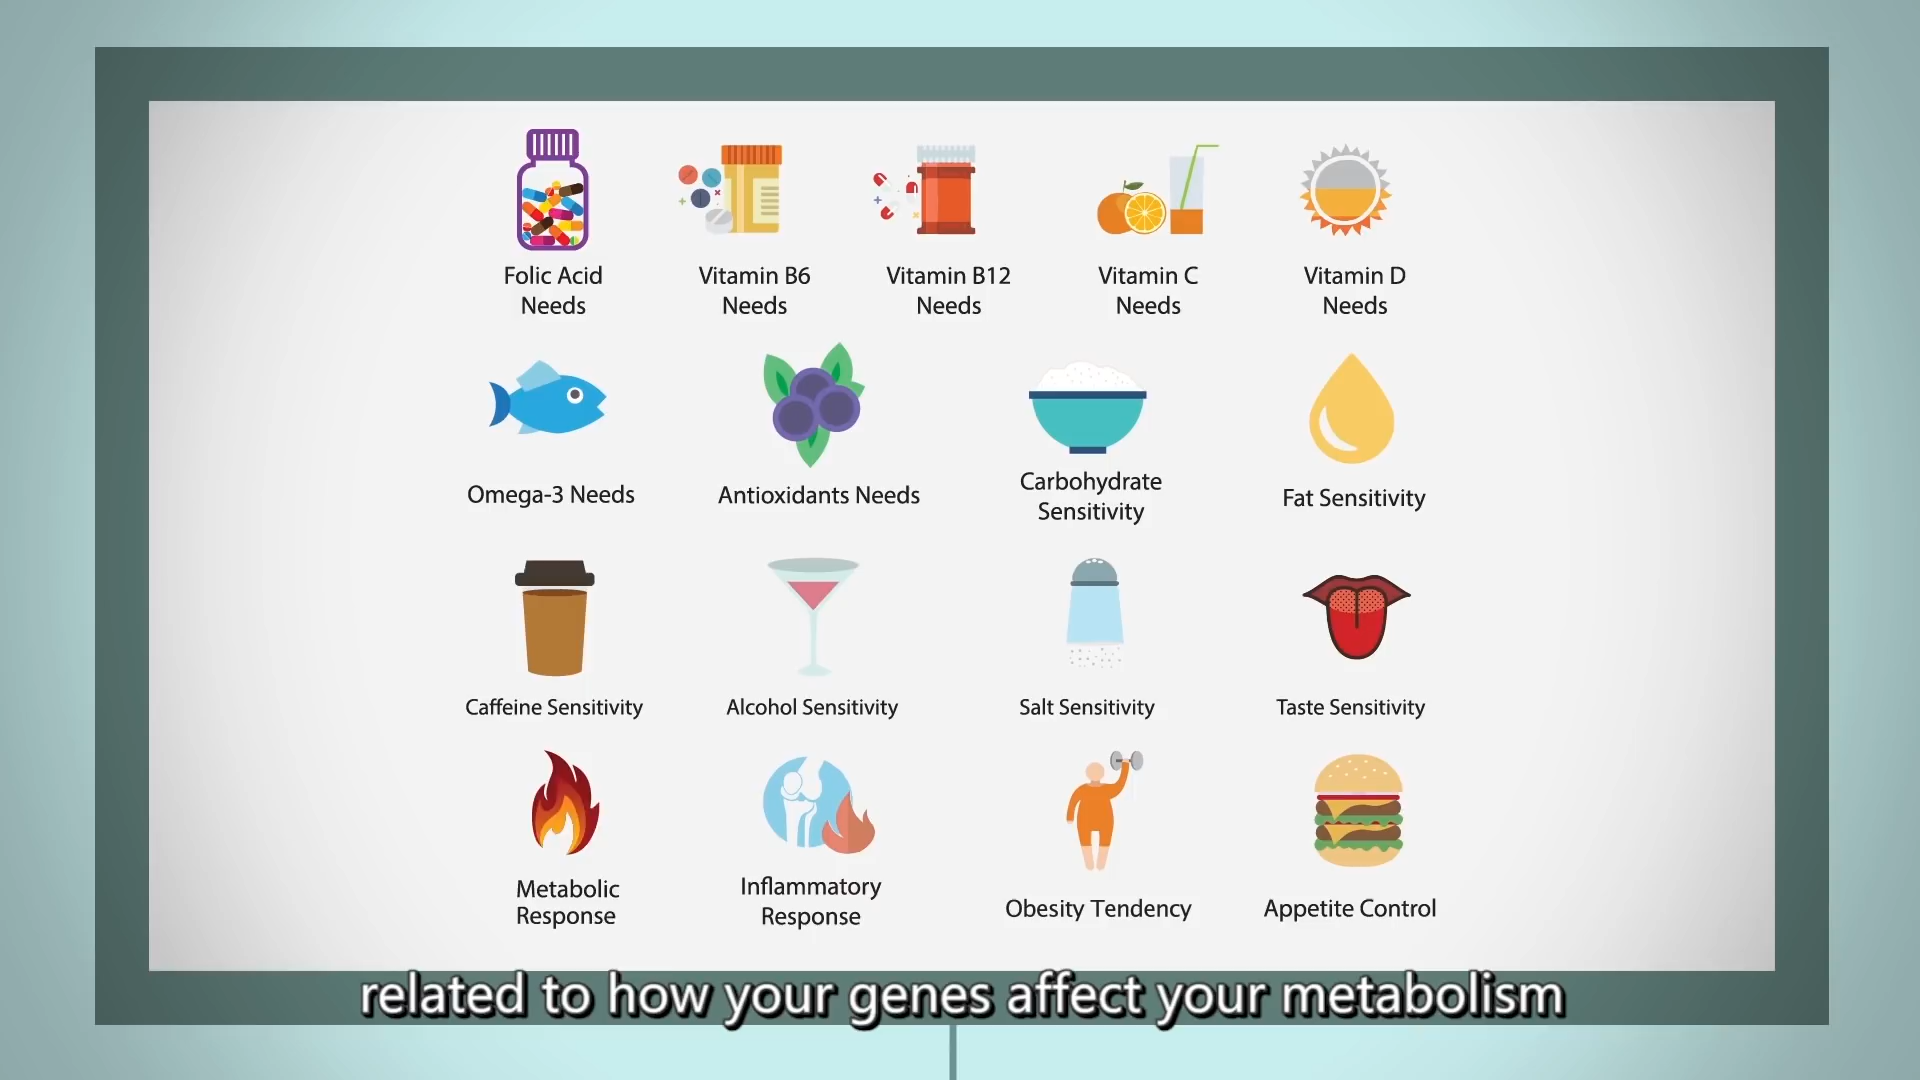 Folic Acid
Needs
Vitamin B6
Needs
Vitamin B12
Needs
Vitamin C
Needs
Vitamin D
Needs
Omega-3 Needs
Antioxidants Needs
Carbohydrate
Sensitivity
Fat Sensitivity
Caffeine Sensitivity
Alcohol Sensitivity
Salt Sensitivity
Taste Sensitivity
Metabolic
Response
Inflammatory
Response
Obesity Tendency
Appetite Control
related to how your genes affect your metabolism